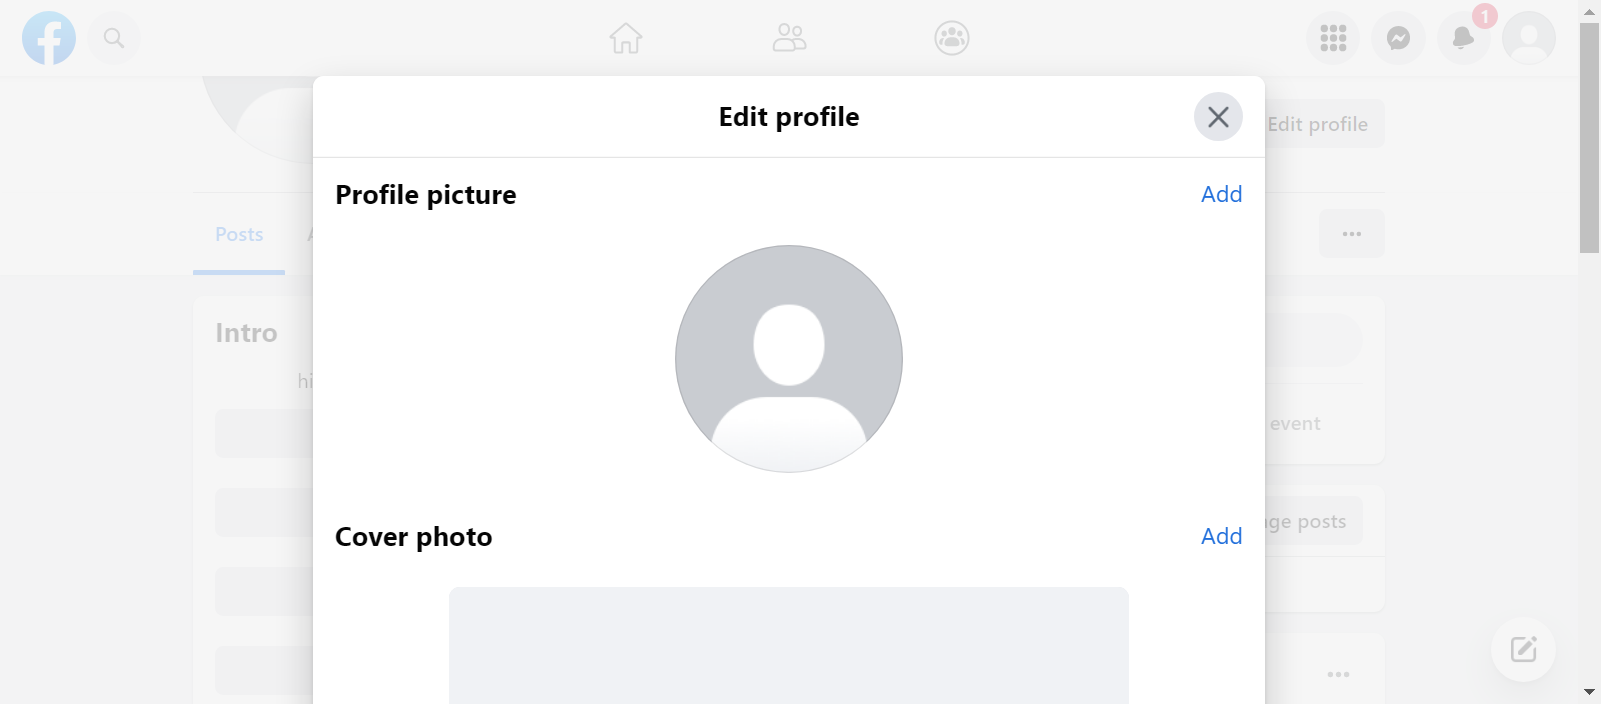 1
Edit profile
Edit profile
Profile picture
Add
Posts
Intro
hi
event
Cover photo
Add
ge posts